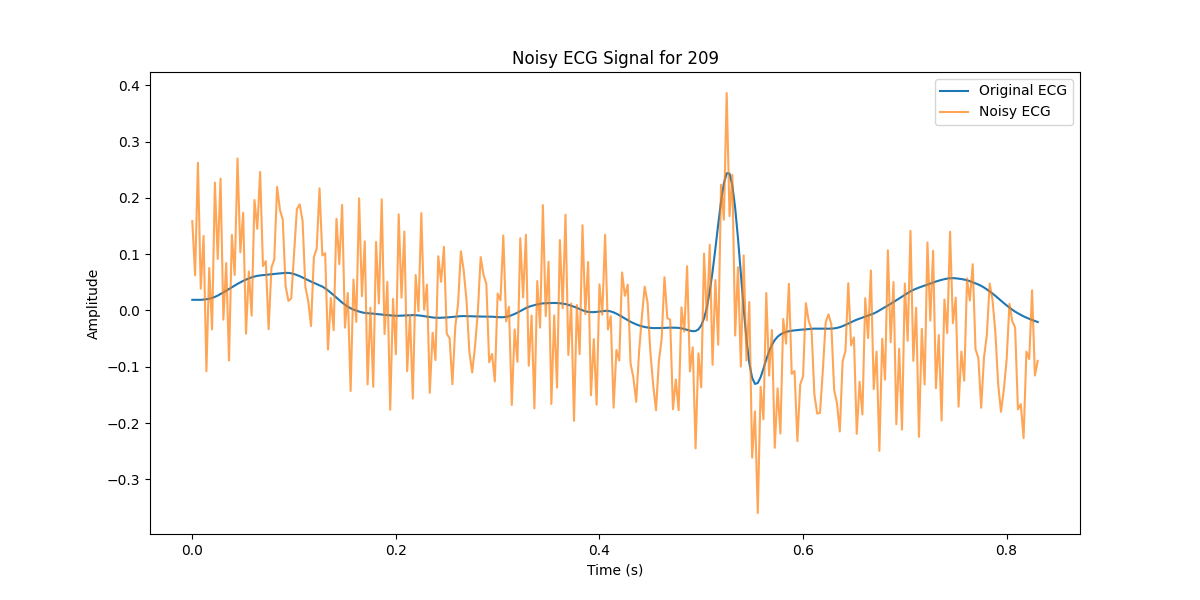 Noisy ECG Signal for 209
Original ECG
Noisy ECG
Amplitude
0.4
0.3
0.2
0.1
0.0
−0.1
−0.2
−0.3
0.0 0.2 0.4 0.6 0.8
Time (s)